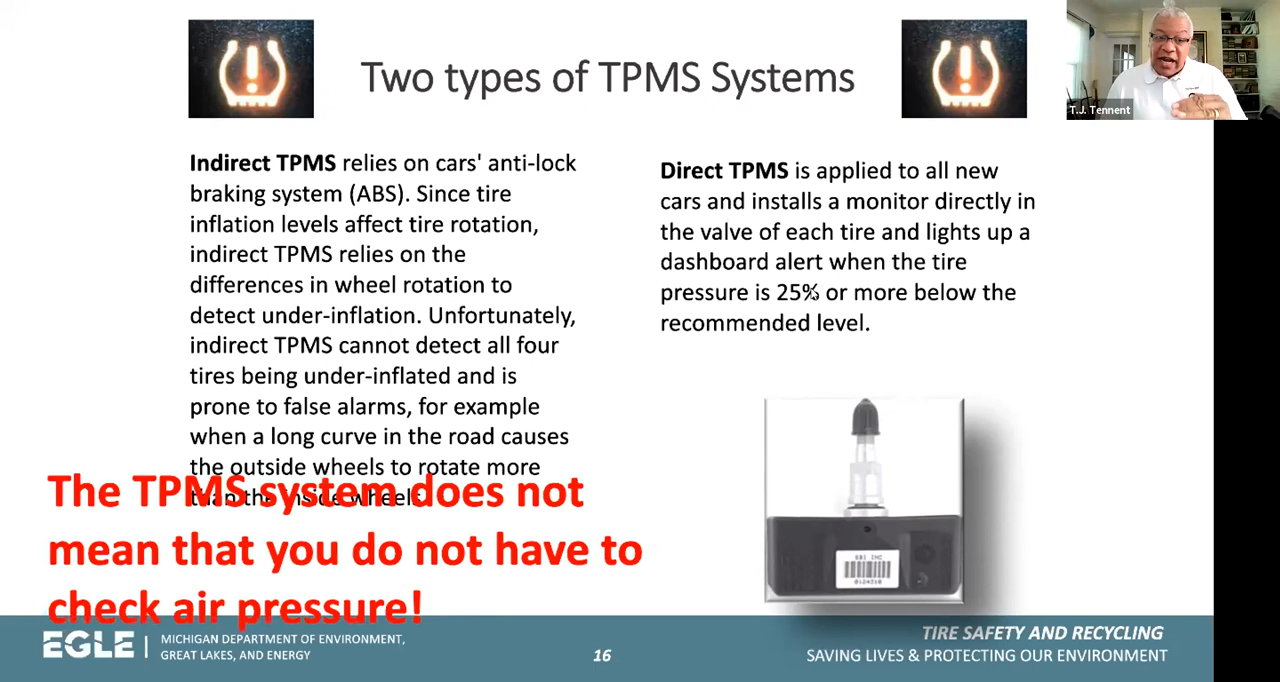 Two types of TPMS Systems
T.J. Tennent
Indirect TPMS relies on cars' anti-lock
braking system (ABS). Since tire
inflation levels affect tire rotation,
indirect TPMS relies on the
differences in wheel rotation to
detect under-inflation. Unfortunately,
indirect TPMS cannot detect all four
tires being under-inflated and is
prone to false alarms, for example
when a long curve in the road causes
the outside wheels to rotate more
than the inside wheels.
Direct TPMS is applied to all new
cars and installs a monitor directly in
the valve of each tire and lights up a
dashboard alert when the tire
pressure is 25% or more below the
recommended level.
The TPMS system does not
mean that you do not have to
check air pressure!
EGLE
MICHIGAN DEPARTMENT OF ENVIRONMENT,
GREAT LAKES, AND ENERGY
16
TIRE SAFETY AND RECYCLING
SAVING LIVES & PROTECTING OUR ENVIRONMENT